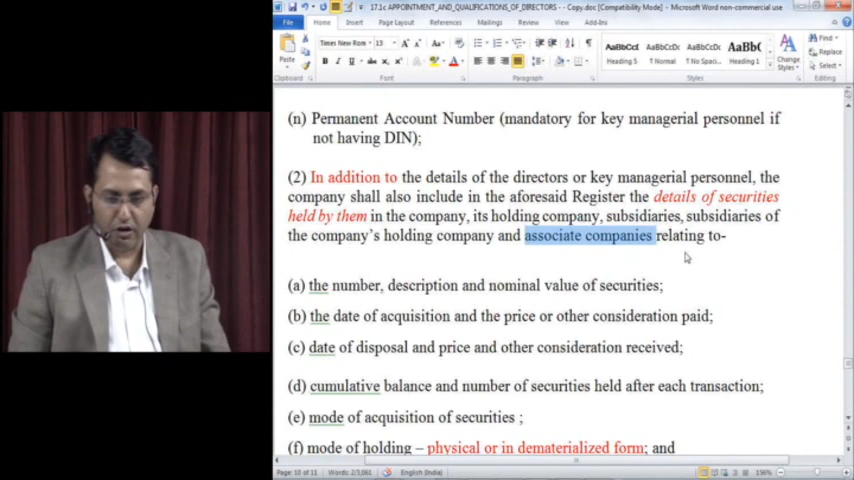 17.1c APPOINTMENT_AND_QUALIFICATIONS_OF_DIRECTORS - - Copy.doc [Compatibility Mode] - Microsoft Word non-commercial use
File Home Insert Page Layout References Mailings Review View Add-Ins
Paste
Clipboard
Times New Rom 13
Font
Paragraph
AaBbCcI AaBbCcDc AaBbCcDc AaBbC
Heading 5 ¶ Normal ¶ No Spaci... Heading 1
Styles
Change
Styles
Find
Replace
Select
Editing
(n) Permanent Account Number (mandatory for key managerial personnel if
not having DIN);
(2) In addition to the details of the directors or key managerial personnel, the
company shall also include in the aforesaid Register the details of securities
held by them in the company, its holding company, subsidiaries, subsidiaries of
the company's holding company and associate companies relating to-
(a) the number, description and nominal value of securities;
(b) the date of acquisition and the price or other consideration paid;
(c) date of disposal and price and other consideration received;
(d) cumulative balance and number of securities held after each transaction;
(e) mode of acquisition of securities ;
(f) mode of holding – physical or in dematerialized form; and
Page: 10 of 11 Words: 2/3,061 English (India) 156%